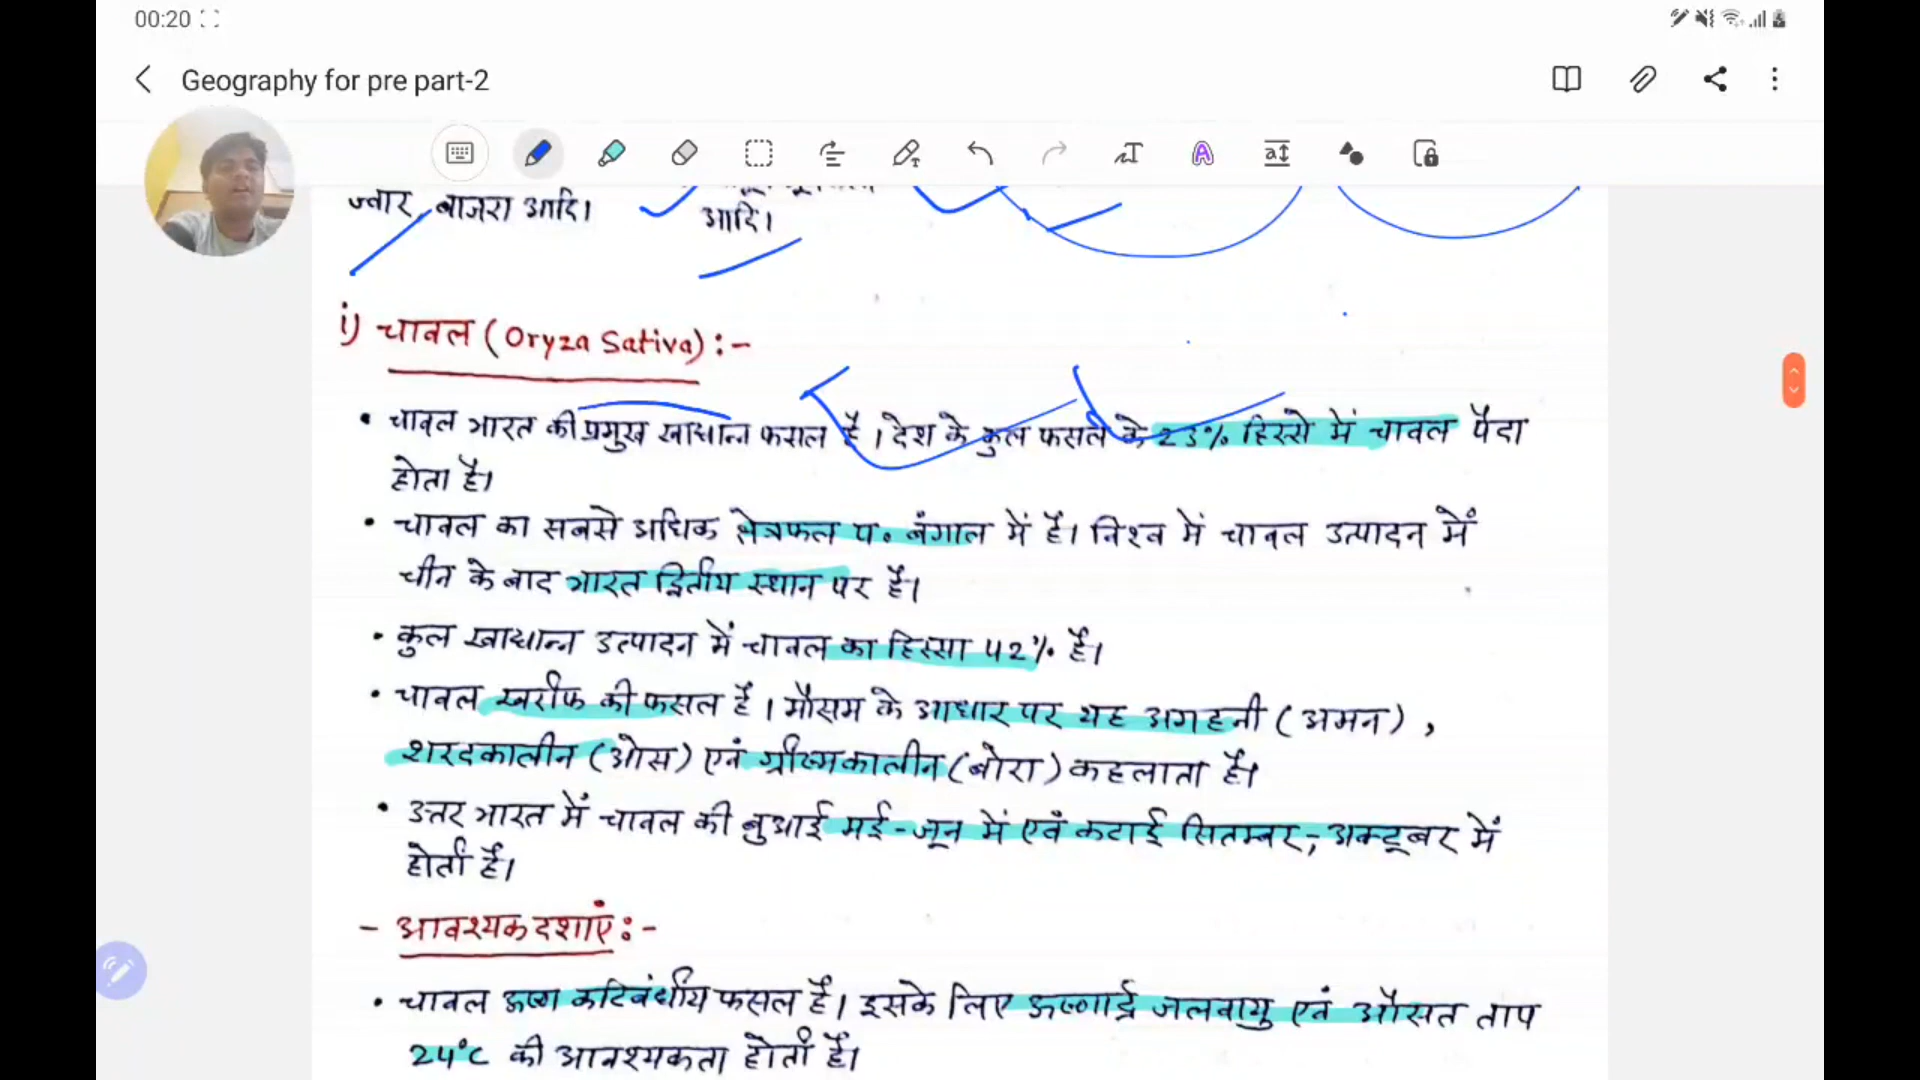 00:20
Geography for pre part-2
ज्वार, बाजरा आदि।
आदि।
i) चावल (Oryza Sativa):-
• चावल भारत की प्रमुख खाद्यान्न फसल है। देश के कुल फसल के 23% हिस्से में चावल पैदा
होता है।
• चावल का सबसे अधिक क्षेत्रफल प. बंगाल में है। विश्व में चावल उत्पादन में
चीन के बाद भारत द्वितीय स्थान पर है।
• कुल खाद्यान्न उत्पादन में चावल का हिस्सा 42% है।
• चावल खरीफ की फसल है। मौसम के आधार पर यह अगहनी (अमन),
शरदकालीन (ओस) एवं ग्रीष्मकालीन (बोरा) कहलाता है।
• उत्तर भारत में चावल की बुआई मई-जून में एवं कटाई सितम्बर-अक्टूबर में
होती है।
- आवश्यक दशाएं:-
• चावल ऊष्ण कटिबंधीय फसल है। इसके लिए ऊष्णार्द्र जलवायु एवं औसत ताप
24°C की आवश्यकता होती है।